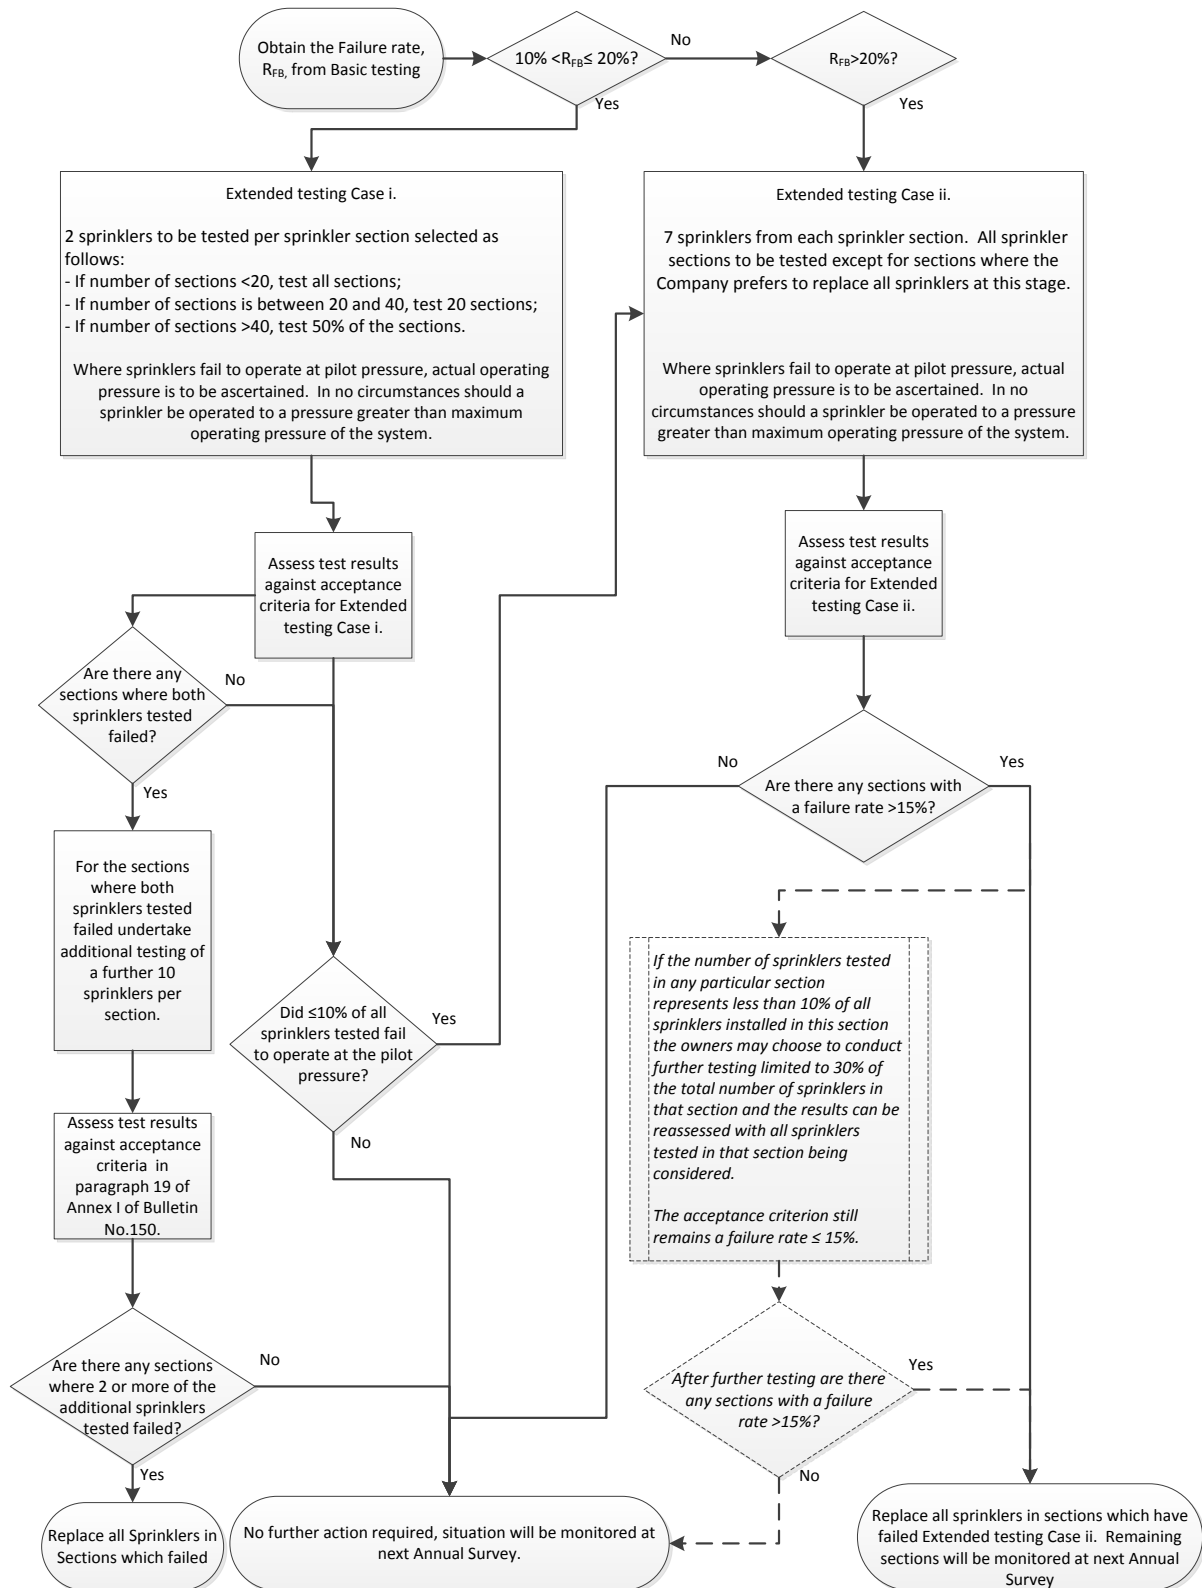 Obtain the Failure rate,
RFB, from Basic testing
10% <RFB≤ 20%?
No
RFB>20%?
Yes
Yes
Extended testing Case i.
2 sprinklers to be tested per sprinkler section selected as
follows:
- If number of sections <20, test all sections;
- If number of sections is between 20 and 40, test 20 sections;
- If number of sections >40, test 50% of the sections.
Where sprinklers fail to operate at pilot pressure, actual operating
pressure is to be ascertained. In no circumstances should a
sprinkler be operated to a pressure greater than maximum
operating pressure of the system.
Extended testing Case ii.
7 sprinklers from each sprinkler section. All sprinkler
sections to be tested except for sections where the
Company prefers to replace all sprinklers at this stage.
Where sprinklers fail to operate at pilot pressure, actual
operating pressure is to be ascertained. In no
circumstances should a sprinkler be operated to a pressure
greater than maximum operating pressure of the system.
Assess test results
against acceptance
criteria for Extended
testing Case i.
Assess test results
against acceptance
criteria for Extended
testing Case ii.
Are there any
sections where both
sprinklers tested
failed?
No
Yes
No
Are there any sections with
a failure rate >15%?
Yes
For the sections
where both
sprinklers tested
failed undertake
additional testing of
a further 10
sprinklers per
section.
Did ≤10% of all
sprinklers tested fail
to operate at the pilot
pressure?
Yes
No
If the number of sprinklers tested
in any particular section
represents less than 10% of all
sprinklers installed in this section
the owners may choose to conduct
further testing limited to 30% of
the total number of sprinklers in
that section and the results can be
reassessed with all sprinklers
tested in that section being
considered.
The acceptance criterion still
remains a failure rate ≤ 15%.
Assess test results
against acceptance
criteria in
paragraph 19 of
Annex I of Bulletin
No.150.
Are there any sections
where 2 or more of the
additional sprinklers
tested failed?
No
Yes
After further testing are there
any sections with a failure
rate >15%?
Yes
No
Replace all Sprinklers in
Sections which failed
No further action required, situation will be monitored at
next Annual Survey.
Replace all sprinklers in sections which have
failed Extended testing Case ii. Remaining
sections will be monitored at next Annual
Survey